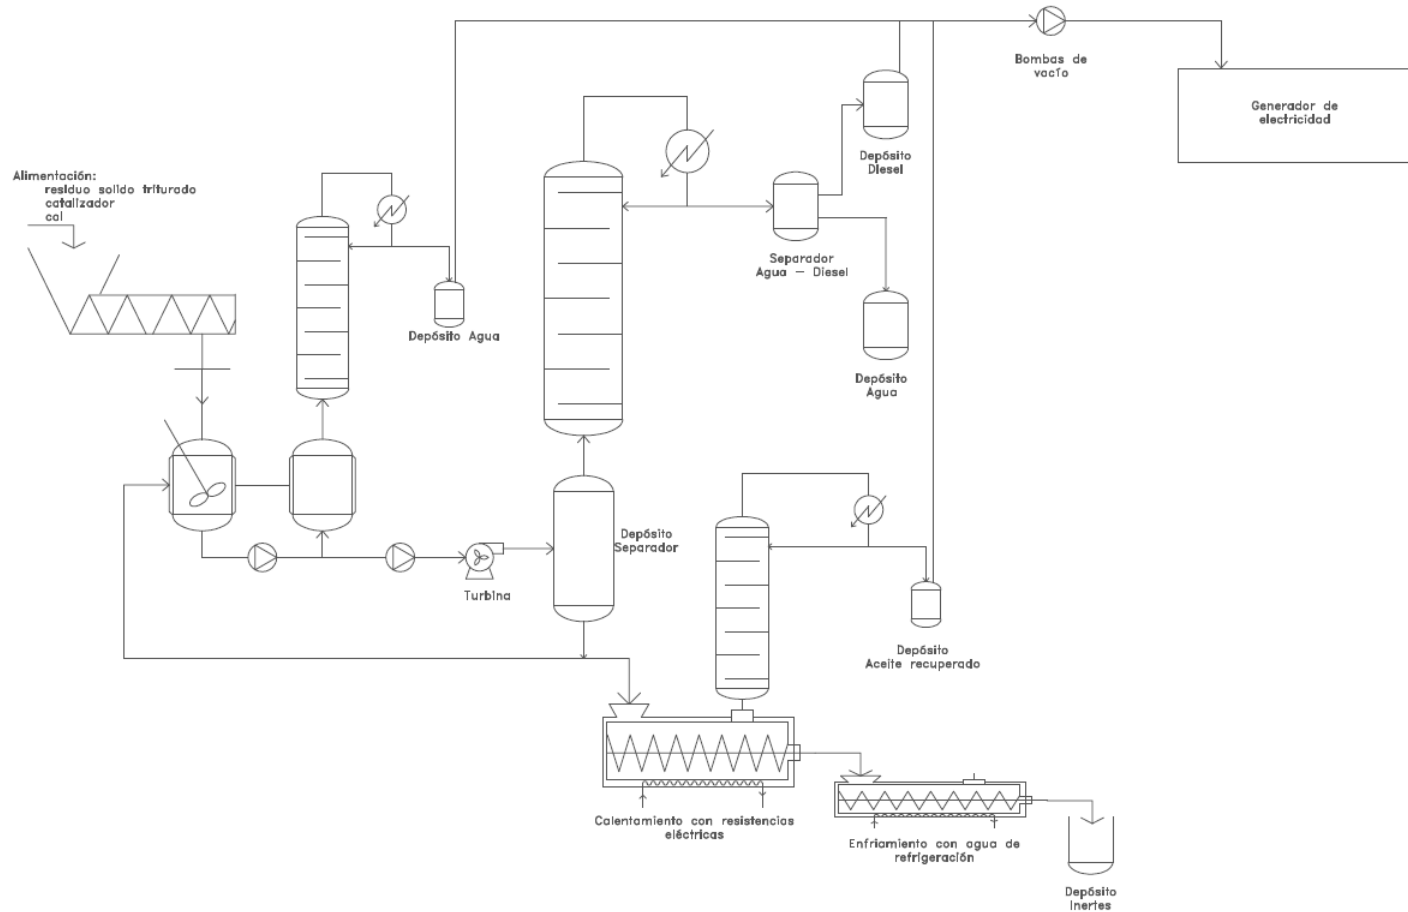 Bombas de
vacío
Generador de
electricidad
Depósito
Diesel
Alimentación:
residuo solido triturado
catalizador
cal
Separador
Agua - Diesel
Depósito Agua
Depósito
Agua
Depósito
Separador
Turbina
Depósito
Aceite recuperado
Calentamiento con resistencias
eléctricas
Enfriamiento con agua de
refrigeración
Depósito
Inertes